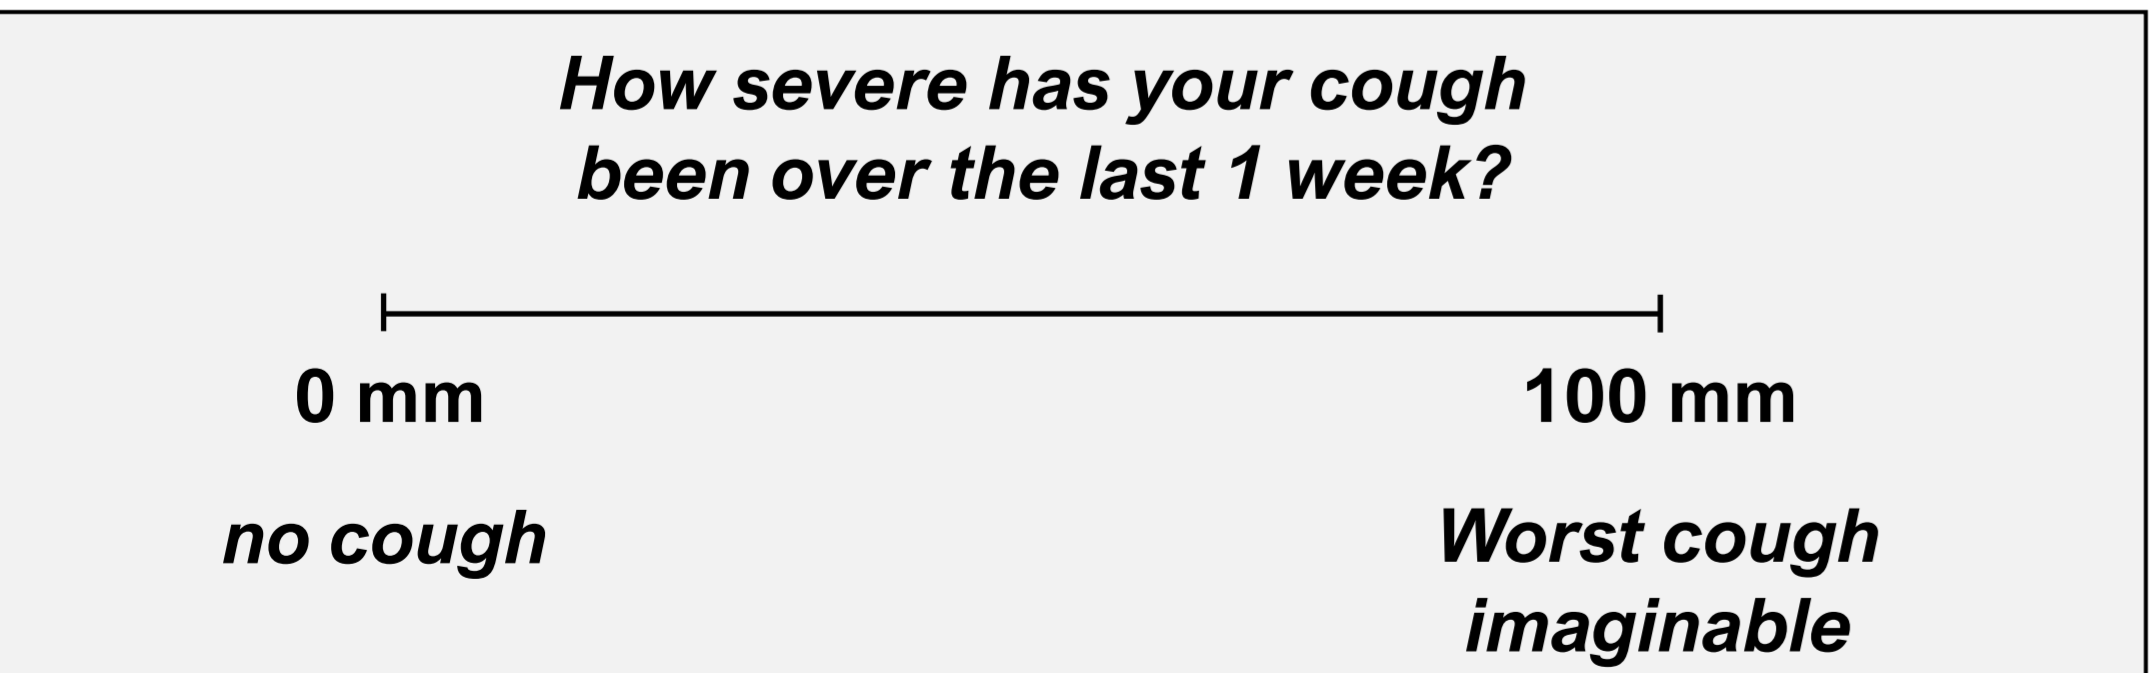 How severe has your cough
been over the last 1 week?
0 mm 100 mm
no cough Worst cough
imaginable